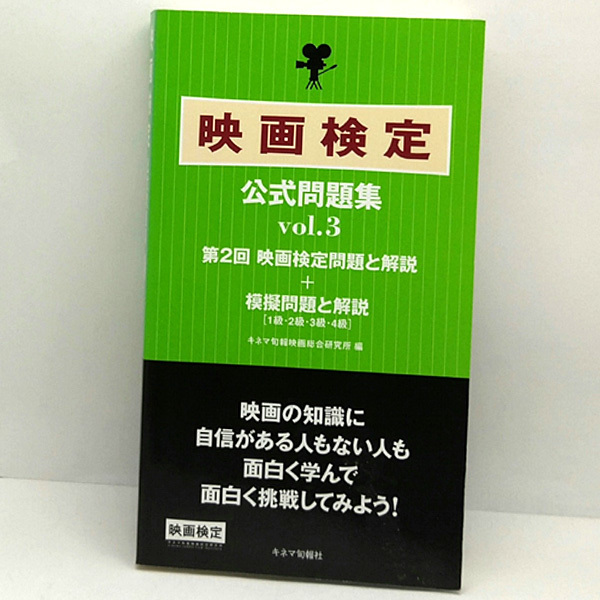 映画検定
公式問題集
vol.3
第2回 映画検定問題と解説
+
模擬問題と解説
[1級・2級・3級・4級]
キネマ旬報映画総合研究所 編
映画の知識に
自信がある人もない人も
面白く学んで
面白く挑戦してみよう!
映画検定
キネマ旬報社